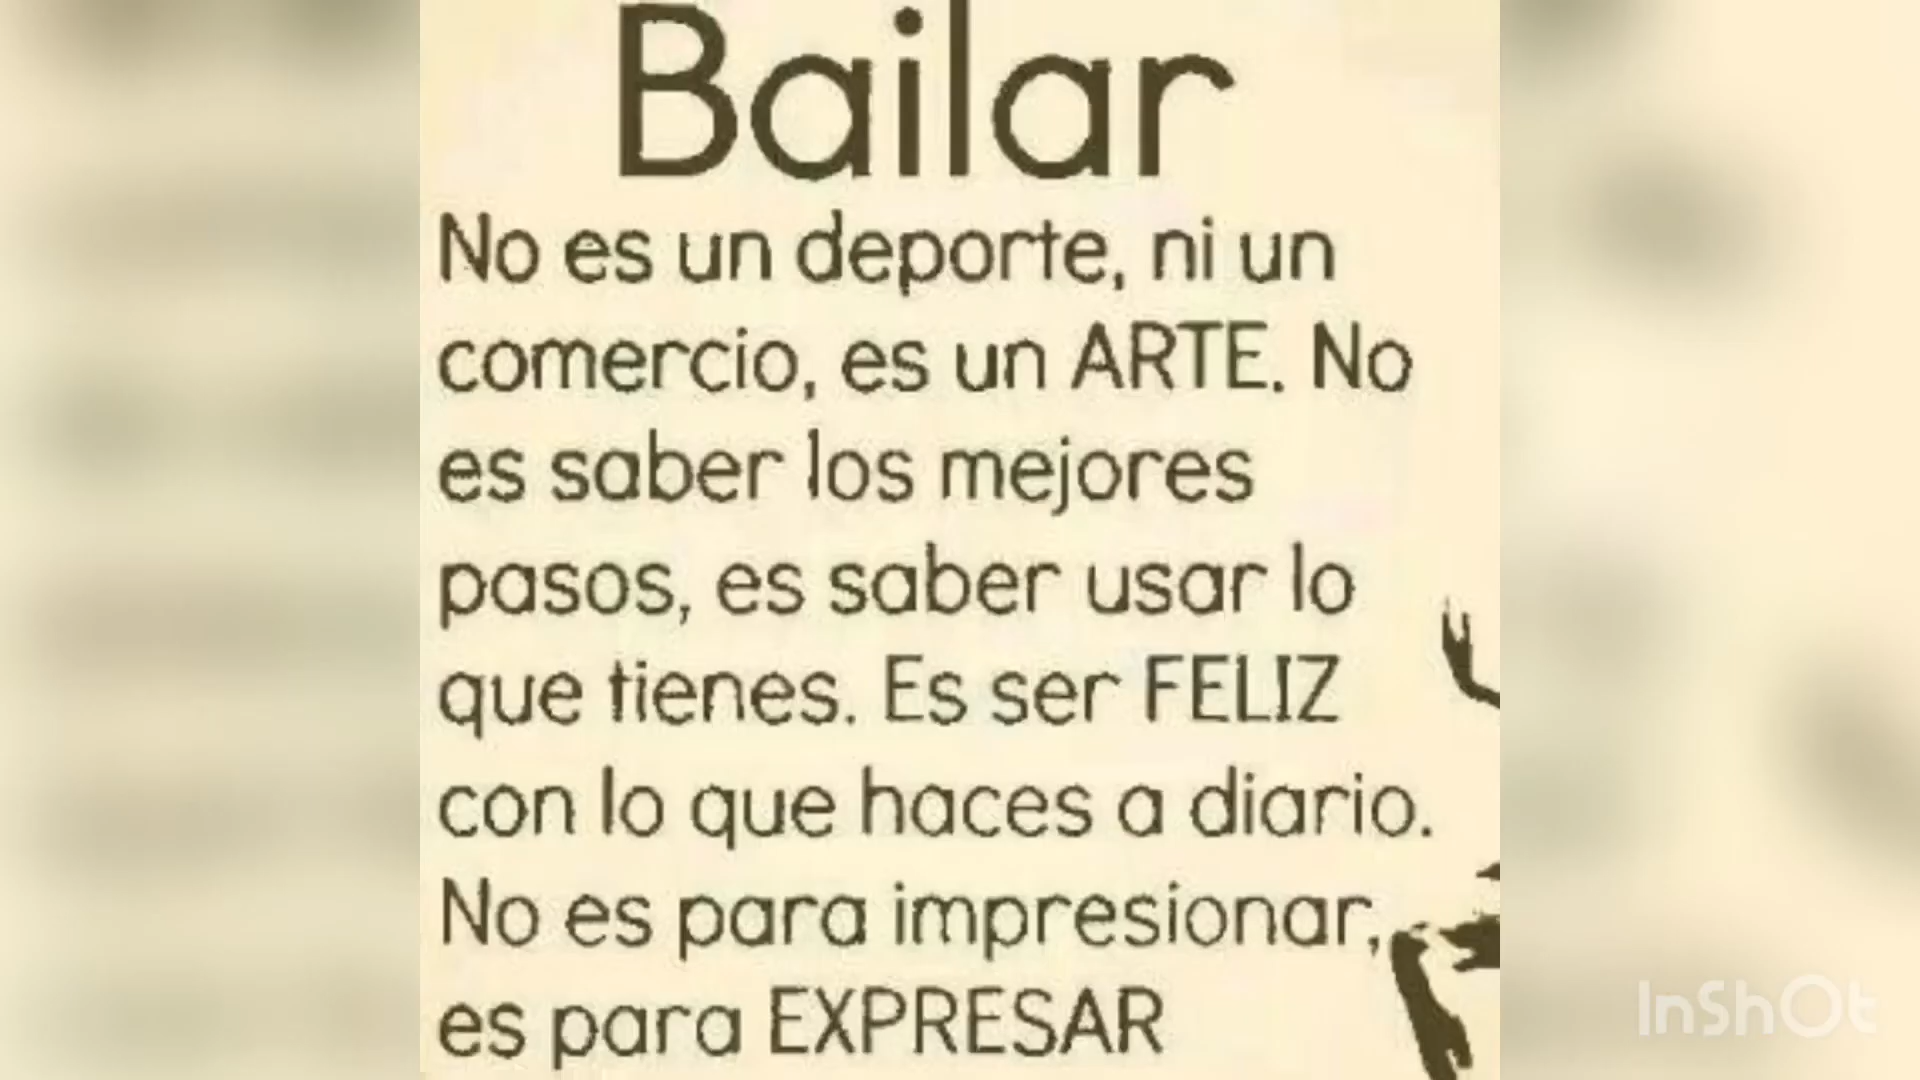 Bailar
No es un deporte, ni un
comercio, es un ARTE. No
es saber los mejores
pasos, es saber usar lo
que tienes. Es ser FELIZ
con lo que haces a diario.
No es para impresionar,
es para EXPRESAR
InShOt